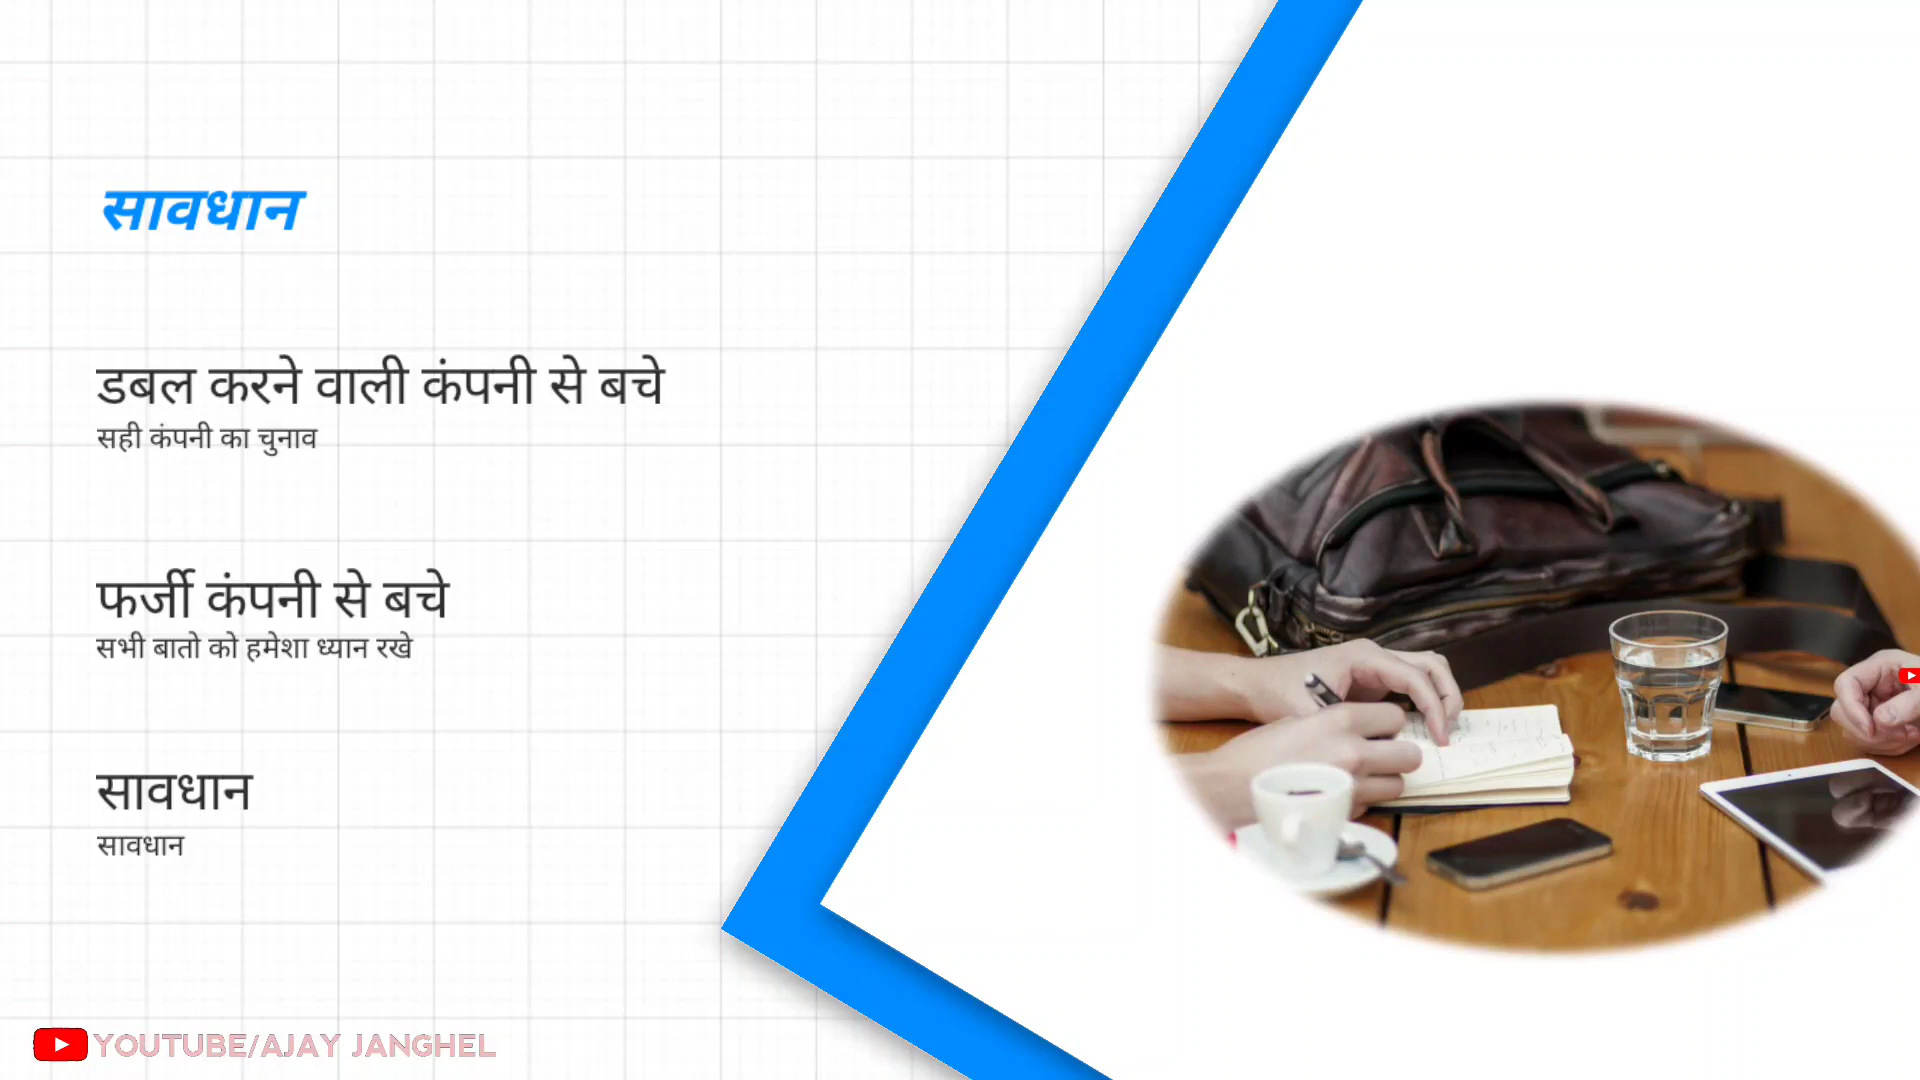 सावधान
डबल करने वाली कंपनी से बचे
सही कंपनी का चुनाव
फर्जी कंपनी से बचे
सभी बातो को हमेशा ध्यान रखे
सावधान
सावधान
YOUTUBE/AJAY JANGHEL